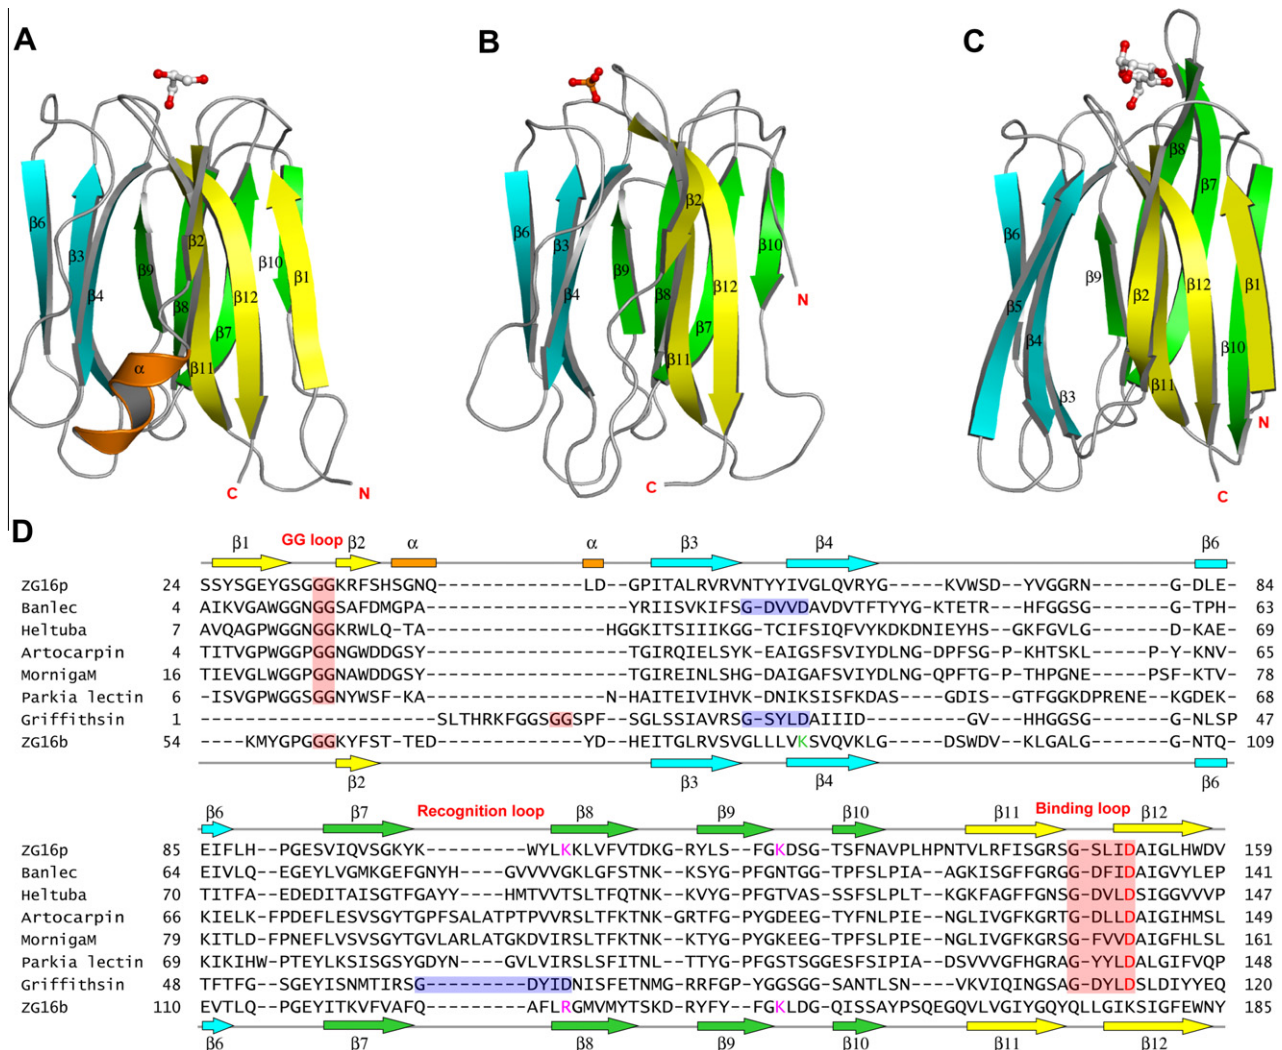 A
B
C
β6
β3
β4
β9
β8
β2
β7
β10
β12
β1
β11
α
C
N
β6
β3
β4
β9
β8
β2
β7
β12
β10
β11
N
C
β6
β5
β4
β3
β9
β8
β7
β2
β12
β1
β10
β11
N
C
D
β1 GG loop β2 α α β3 β4 β6
ZG16p 24 SSYSGEYGSGGGKRFSHSGNQ-------------LD--GPITALRVRVNTYYIVGLQVRYG------KVWSD--YVGGRN-----G-DLE- 84
Banlec 4 AIKVGAWGGNGGSAFDMGPA------------------YRIISVKIFSG-DVVDAVDVTFTYYG-KTETR---HFGGSG-----G-TPH- 63
Heltuba 7 AVQAGPWGGNGGKRWLQ-TA----------------HGGKITSIIIKGG-TCIFSIQFVYKDKDNIEYHS--GKFGVLG-----D-KAE- 69
Artocarpin 4 TITVGPWGGPGGNGWDDGSY------------------TGIRQIELSYK-EAIGSFSVIYDLNG-DPFSG-P-KHTSKL---P-Y-KNV- 65
MornigaM 16 TIEVGLWGGPGGNAWDDGSY------------------TGIREINLSHG-DAIGAFSVIYDLNG-QPFTG-P-THPGNE---PSF-KTV- 78
Parkia lectin 6 -ISVGPWGGSGGNYWSF-KA----------------N-HAITEIVIHVK-DNIKSISFKDAS----GDIS--GTFGGKDPRENE-KGDEK 68
Griffithsin 1 ---------------------SLTHRKFGGSGGSPF--SGLSSIAVRSG-SYLDAIIID---------GV---HHGGSG-----G-NLSP 47
ZG16b 54 ----KMYGPGGGKYFST-TED------------YD--HEITGLRVSVGLLLVKSVQVKLG------DSWDV--KLGALG-----G-NTQ- 109
β2 β3 β4 β6
β6 β7 Recognition loop β8 β9 β10 β11 Binding loop β12
ZG16p 85 EIFLH--PGESVIQVSGKYK---------WYLKKLVFVTDKG-RYLS--FGKDSG-TSFNAVPLHPNTVLRFISGRSG-SLIDAIGLHWDV 159
Banlec 64 EIVLQ--EGEYLVGMKGEFGNYH------GVVVVGKLGFSTNK-KSYG-PFGNTGG-TPFSLPIA--AGKISGFFGRGG-DFIDAIGVYLEP 141
Heltuba 70 TITFA--EDEDITAISGTFGAYY------HMTVVTSLTFQTNK-KVYG-PFGTVAS-SSFSLPLT---KGKFAGFFGNSG-DVLDSIGGVVVP 147
Artocarpin 66 KIELK--FPDEFLESVSGYTGPFSALATPTPVVRSLTFKTNK-GRTFG-PYGDEEG-TYFNLPIE---NGLIVGFKGRTG-DLLDAIGIHMSL 149
MornigaM 79 KITLD--FPNEFLVSVSGYTGVLARLATGKDVIRSLTFKTNK--KTYG-PYGKEEG-TPFSLPIE---NGLIVGFKGRSG-FVVDAIGFHLSL 161
Parkia lectin 69 KIKIHW-PTEYLKSISGSYGDYN------GVLVIRSLSFITNL--TTYG-PFGSTSGGESFSIPIA--DSVVVGFHGRAG-YYLDALGIFVQP 148
Griffithsin 48 TFTFG--SGEYISNMTIRSG---------DYIDNISFETNMG--RRFGP-YGGSGG--SANTLSN---VKVIQINGSAG-DYLDSLDIYYEQ 120
ZG16b 110 EVTLQ--PGEYITKVFVAFQ---------AFLRGMVMYTSKD-RYFY--FGKLDG-QISSAYPSQEGQVLVGIYGQYQLLGIKSIGFEWNY 185
β6 β7 β8 β9 β10 β11 β12